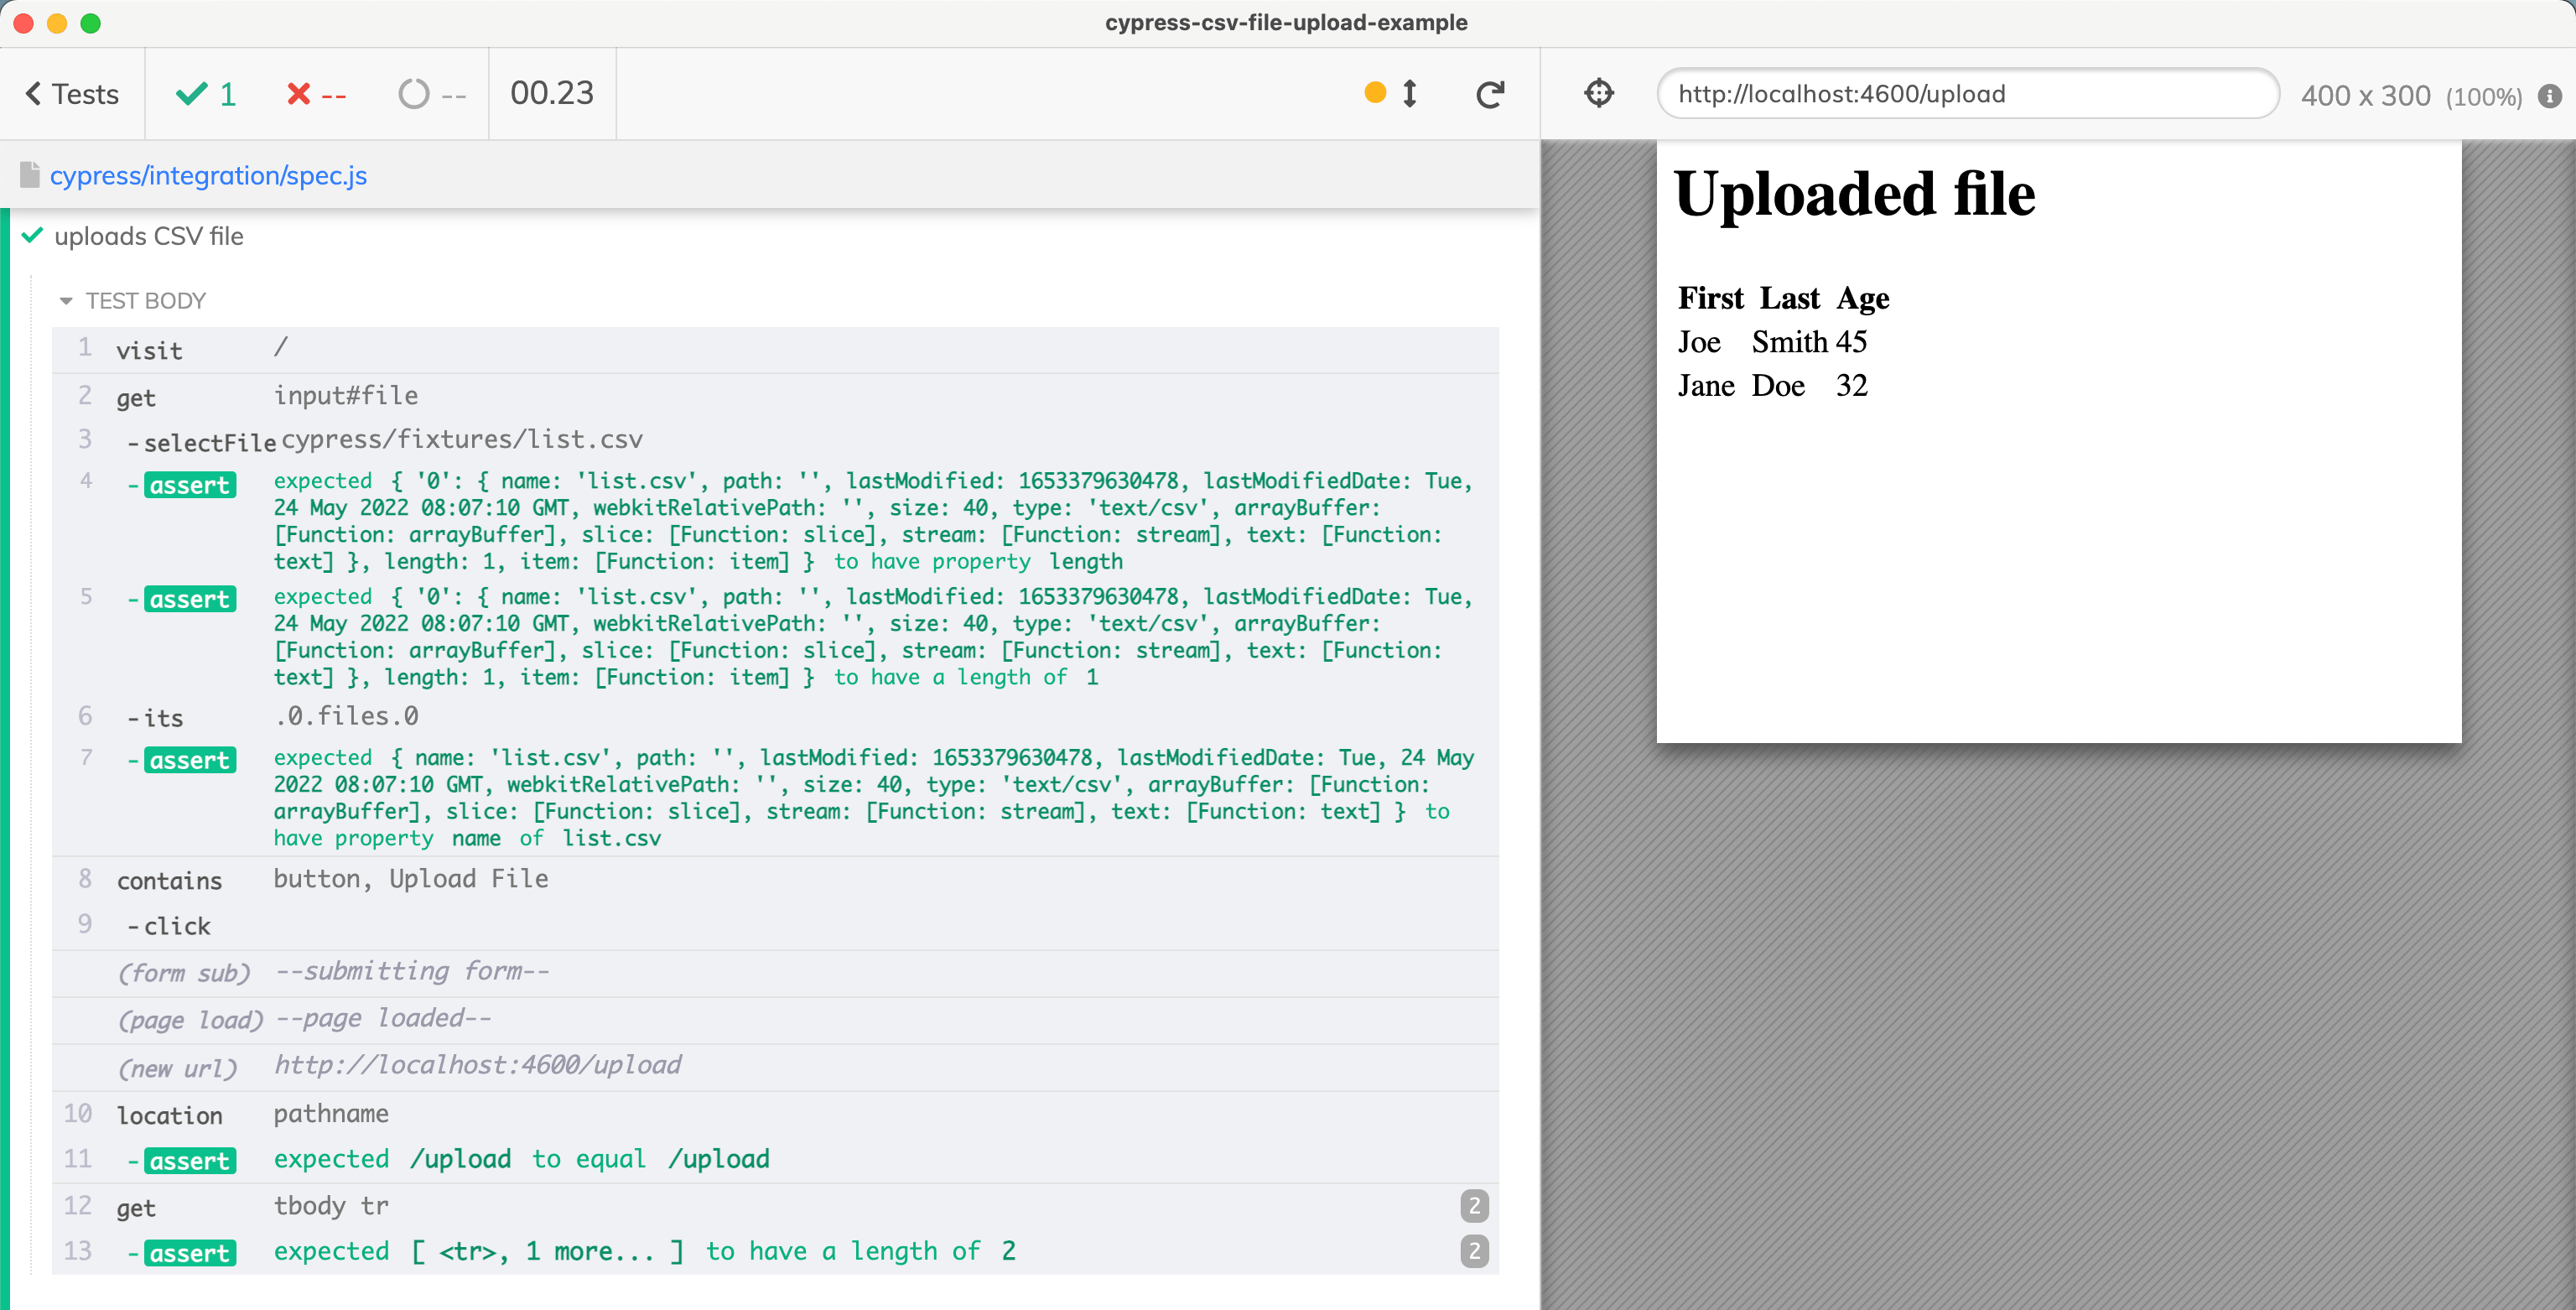 cypress-csv-file-upload-example
Tests 1 -- -- 00.23
http://localhost:4600/upload 400 x 300 (100%)
cypress/integration/spec.js
uploads CSV file
TEST BODY
1 visit /
2 get input#file
3 -selectFile cypress/fixtures/list.csv
4 -assert expected { '0': { name: 'list.csv', path: '', lastModified: 1653379630478, lastModifiedDate: Tue,
24 May 2022 08:07:10 GMT, webkitRelativePath: '', size: 40, type: 'text/csv', arrayBuffer:
[Function: arrayBuffer], slice: [Function: slice], stream: [Function: stream], text: [Function:
text] }, length: 1, item: [Function: item] } to have property length
5 -assert expected { '0': { name: 'list.csv', path: '', lastModified: 1653379630478, lastModifiedDate: Tue,
24 May 2022 08:07:10 GMT, webkitRelativePath: '', size: 40, type: 'text/csv', arrayBuffer:
[Function: arrayBuffer], slice: [Function: slice], stream: [Function: stream], text: [Function:
text] }, length: 1, item: [Function: item] } to have a length of 1
6 -its .0.files.0
7 -assert expected { name: 'list.csv', path: '', lastModified: 1653379630478, lastModifiedDate: Tue, 24 May
2022 08:07:10 GMT, webkitRelativePath: '', size: 40, type: 'text/csv', arrayBuffer: [Function:
arrayBuffer], slice: [Function: slice], stream: [Function: stream], text: [Function: text] } to
have property name of list.csv
8 contains button, Upload File
9 -click
(form sub) --submitting form--
(page load) --page loaded--
(new url) http://localhost:4600/upload
10 location pathname
11 -assert expected /upload to equal /upload
12 get tbody tr 2
13 -assert expected [ <tr>, 1 more... ] to have a length of 2 2
Uploaded file
First Last Age
Joe Smith 45
Jane Doe 32